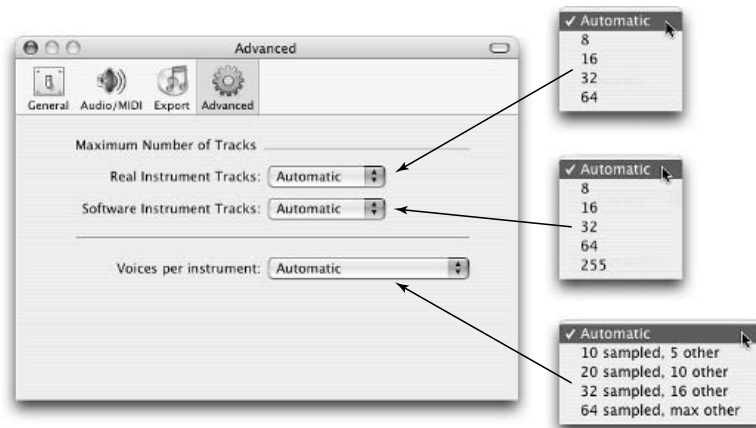 Advanced
General Audio/MIDI Export Advanced
Maximum Number of Tracks
Real Instrument Tracks: Automatic
Software Instrument Tracks: Automatic
Voices per instrument: Automatic
✓ Automatic
8
16
32
64
✓ Automatic
8
16
32
64
255
✓ Automatic
10 sampled, 5 other
20 sampled, 10 other
32 sampled, 16 other
64 sampled, max other